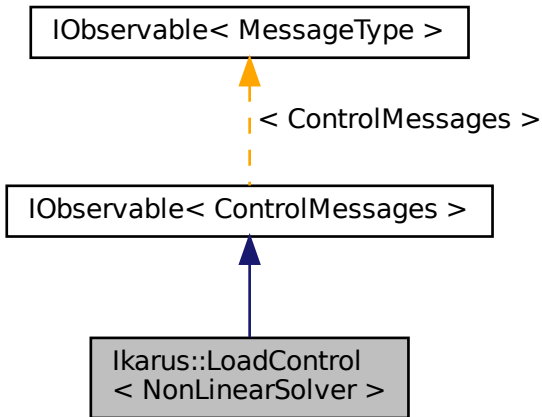 IObservable< MessageType >
< ControlMessages >
IObservable< ControlMessages >
Ikarus::LoadControl
< NonLinearSolver >